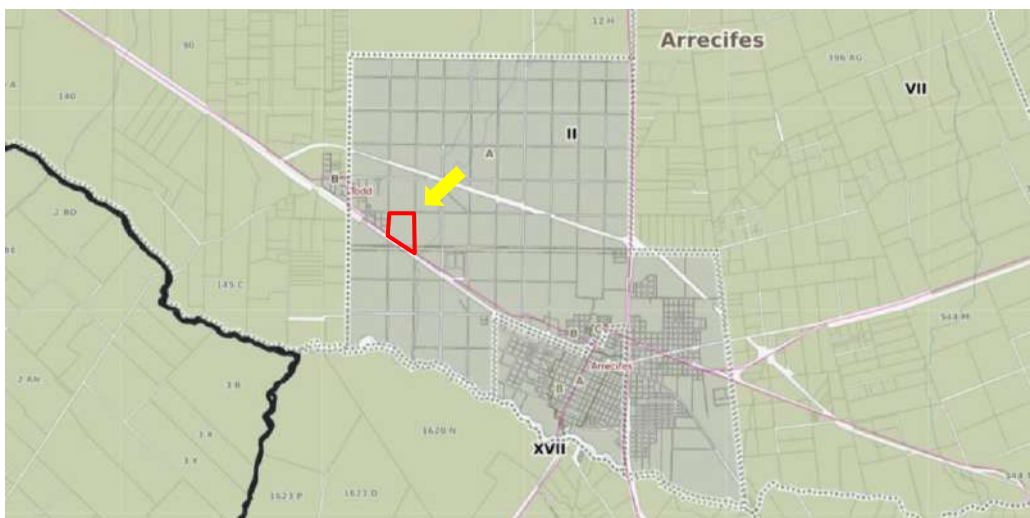 12 H
Arrecifes
90
396 AG
VII
140
II
A
B
Todd
2 BD
145 C
544 M
B
C
Arrecifes
2 AN
3 B
B
A
1620 N
3 X
XVII
3 Y
1623 P
1623 D